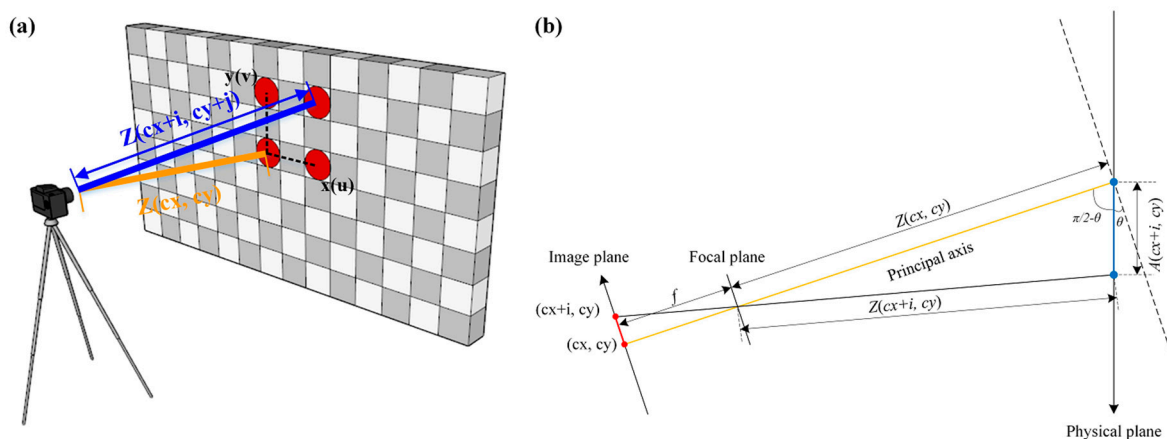 (a)
y(v)
Z(cx+i, cy+j)
Z(cx, cy)
x(u)
(b)
Z(cx, cy)
π/2-θ
θ
A(cx+i, cy)
Image plane
Focal plane
Principal axis
f
(cx+i, cy)
Z(cx+i, cy)
(cx, cy)
Physical plane